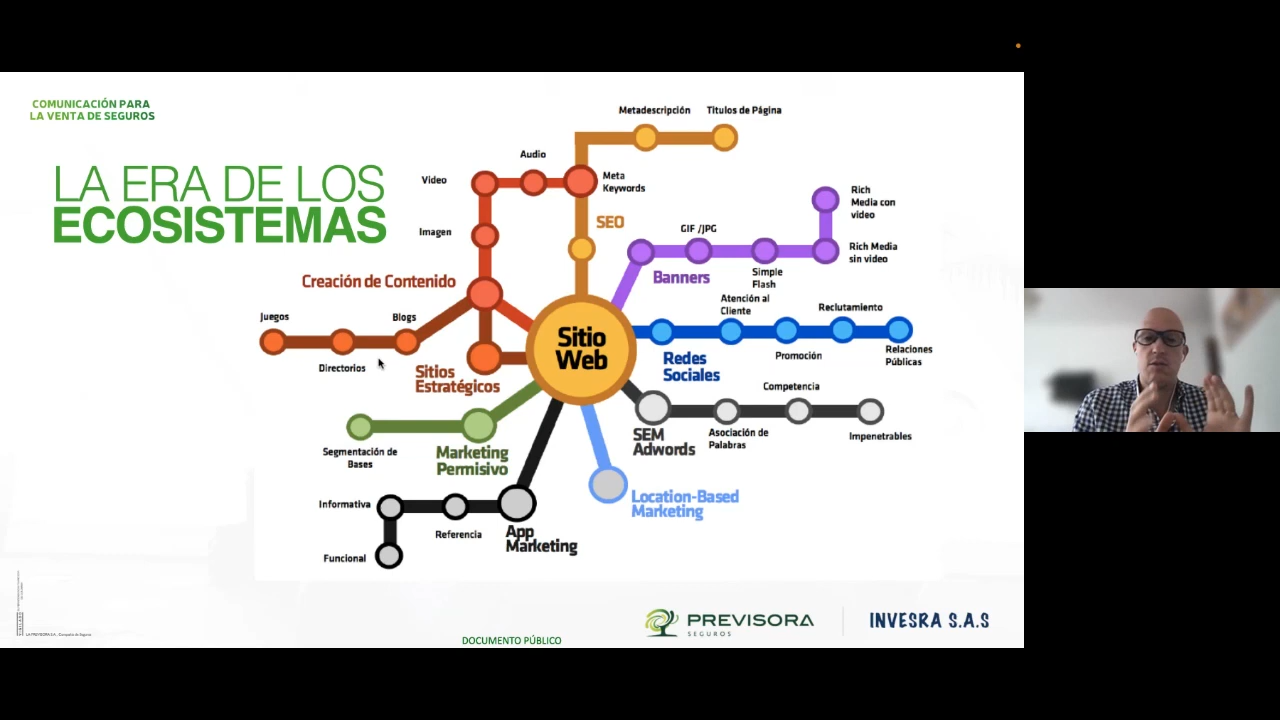 COMUNICACIÓN PARA
LA VENTA DE SEGUROS
LA ERA DE LOS
ECOSISTEMAS
Metadescripción
Titulos de Página
Audio
Video
Meta
Keywords
Imagen
SEO
Rich
Media con
video
GIF /JPG
Rich Media
sin video
Banners
Simple
Flash
Creación de Contenido
Atención al
Cliente
Reclutamiento
Juegos
Blogs
Sitio
Web
Directorios
Sitios
Estratégicos
Redes
Sociales
Promoción
Relaciones
Públicas
Competencia
SEM
Adwords
Asociación de
Palabras
Impenetrables
Segmentación de
Bases
Marketing
Permisivo
Location-Based
Marketing
Informativa
Referencia
App
Marketing
Funcional
PREVISORA
SEGUROS
INVESRA S.A.S
DOCUMENTO PÚBLICO